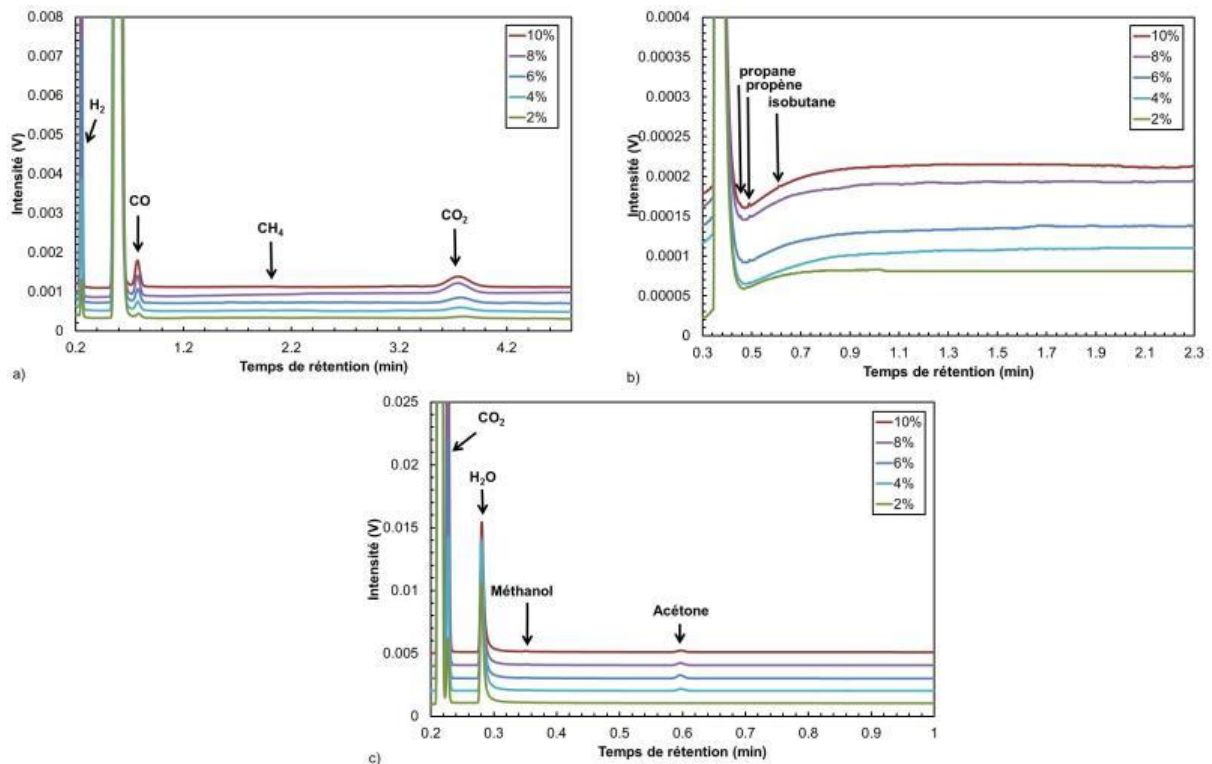 0.008
0.007
0.006
0.005
0.004
0.003
0.002
0.001
0
Intensité (V)
H2
CO
CH4
CO2
10%
8%
6%
4%
2%
0.2 1.2 2.2 3.2 4.2
Temps de rétention (min)
a)
0.0004
0.00035
0.0003
0.00025
0.0002
0.00015
0.0001
0.00005
0
Intensité (V)
propane
propène
isobutane
10%
8%
6%
4%
2%
0.3 0.5 0.7 0.9 1.1 1.3 1.5 1.7 1.9 2.1 2.3
Temps de rétention (min)
b)
0.025
0.02
0.015
0.01
0.005
0
Intensité (V)
CO2
H2O
Méthanol
Acétone
10%
8%
6%
4%
2%
0.2 0.3 0.4 0.5 0.6 0.7 0.8 0.9 1
Temps de rétention (min)
c)